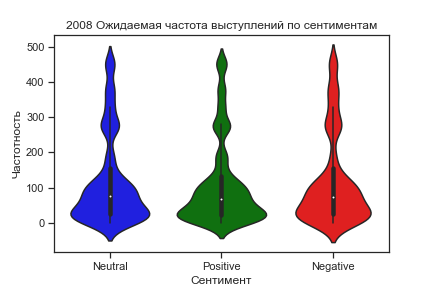 2008 Ожидаемая частота выступлений по сентиментам
500
400
300
200
100
0
Частотность
Neutral
Positive
Negative
Сентимент